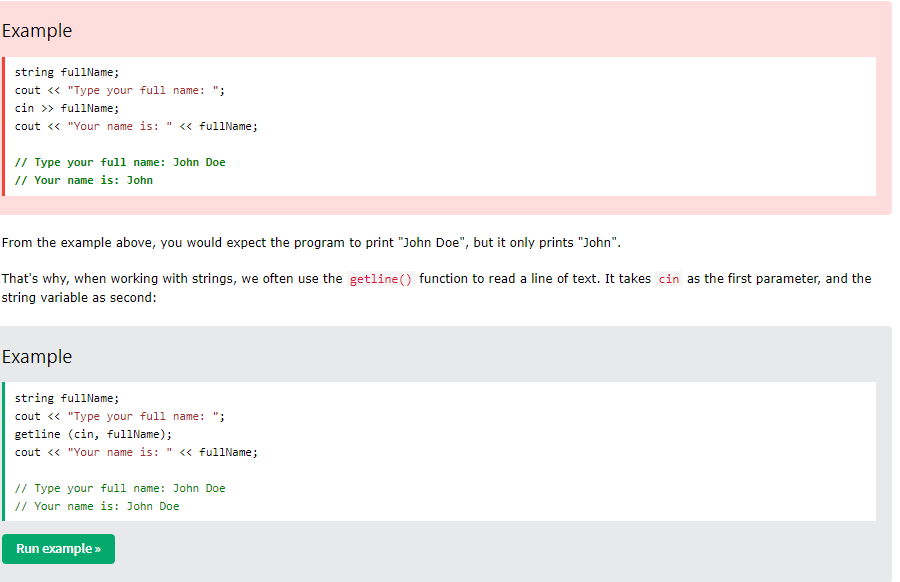 Example
string fullName;
cout << "Type your full name: ";
cin >> fullName;
cout << "Your name is: " << fullName;
// Type your full name: John Doe
// Your name is: John
From the example above, you would expect the program to print "John Doe", but it only prints "John".
That's why, when working with strings, we often use the getline() function to read a line of text. It takes cin as the first parameter, and the
string variable as second:
Example
string fullName;
cout << "Type your full name: ";
getline (cin, fullName);
cout << "Your name is: " << fullName;
// Type your full name: John Doe
// Your name is: John Doe
Run example »